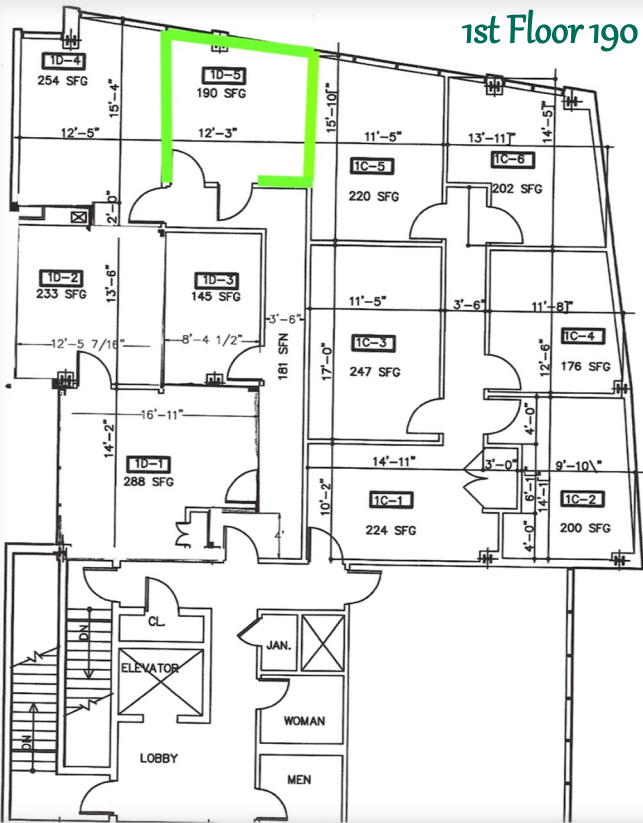 1st Floor 190
1D-4
254 SFG
15'-4"
12'-5"
1D-5
190 SFG
12'-3"
15'-10"
11'-5"
1C-5
220 SFG
13'-11"
14'-5"
1C-6
202 SFG
2'-0"
1D-2
233 SFG
13'-6"
12'-5 7/16"
1D-3
145 SFG
8'-4 1/2"
3'-6"
181 SFN
11'-5"
1C-3
247 SFG
17'-0"
3'-6"
11'-8"
1C-4
176 SFG
12'-6"
16'-11"
14'-2"
1D-1
288 SFG
4'
14'-11"
10'-2"
1C-1
224 SFG
3'-0"
4'-0"
6'-1"
14'-1"
4'-0"
9'-10\"
1C-2
200 SFG
DN
DN
CL.
ELEVATOR
LOBBY
JAN.
WOMAN
MEN